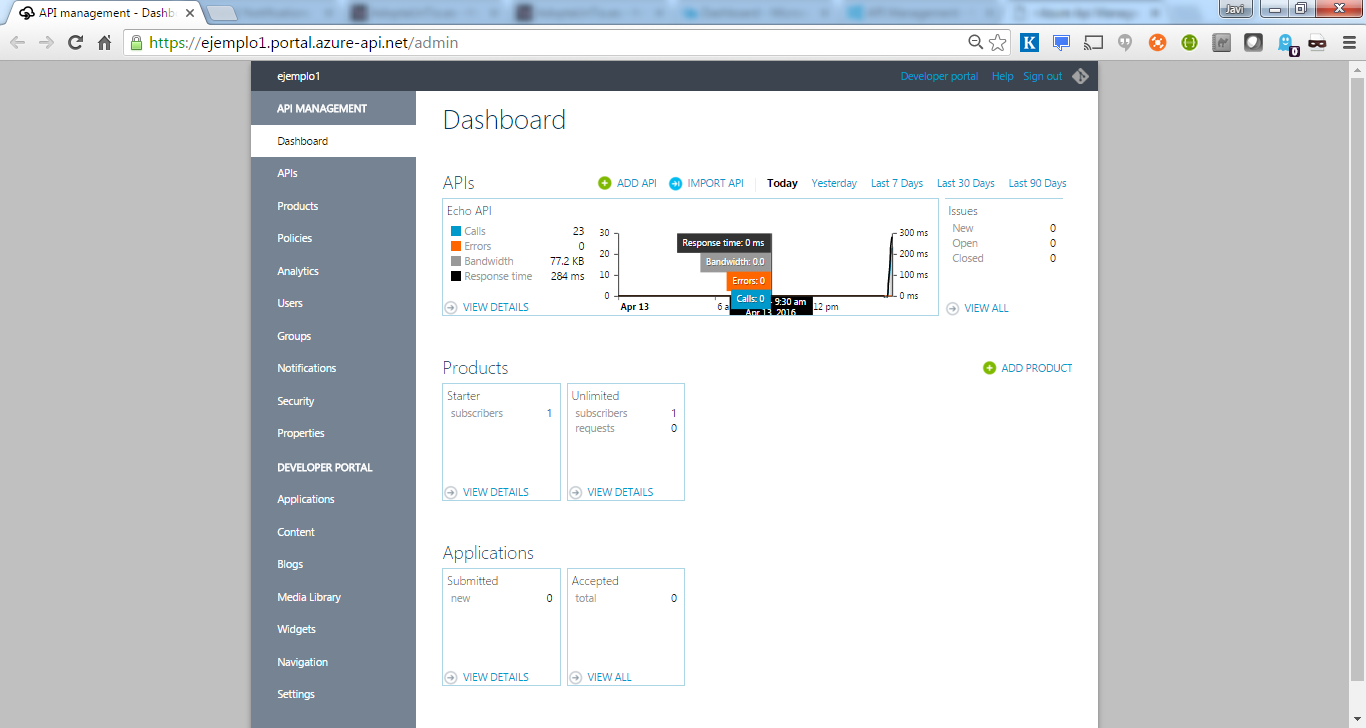 API management - Dashb
Javi
https://ejemplo1.portal.azure-api.net/admin
K
0
ejemplo1
Developer portal Help Sign out
API MANAGEMENT
Dashboard
APIs
Products
Policies
Analytics
Users
Groups
Notifications
Security
Properties
DEVELOPER PORTAL
Applications
Content
Blogs
Media Library
Widgets
Navigation
Settings
Dashboard
APIs
ADD API IMPORT API Today Yesterday Last 7 Days Last 30 Days Last 90 Days
Echo API
Calls 23
Errors 0
Bandwidth 77,2 KB
Response time 284 ms
VIEW DETAILS
30
20
10
0
Response time: 0 ms
Bandwidth: 0.0
Errors: 0
Calls: 0
9:30 am
Apr 13, 2016
Apr 13 6 a 12 pm
300 ms
200 ms
100 ms
0 ms
Issues
New 0
Open 0
Closed 0
VIEW ALL
Products
ADD PRODUCT
Starter
subscribers 1
VIEW DETAILS
Unlimited
subscribers 1
requests 0
VIEW DETAILS
Applications
Submitted
new 0
VIEW DETAILS
Accepted
total 0
VIEW ALL